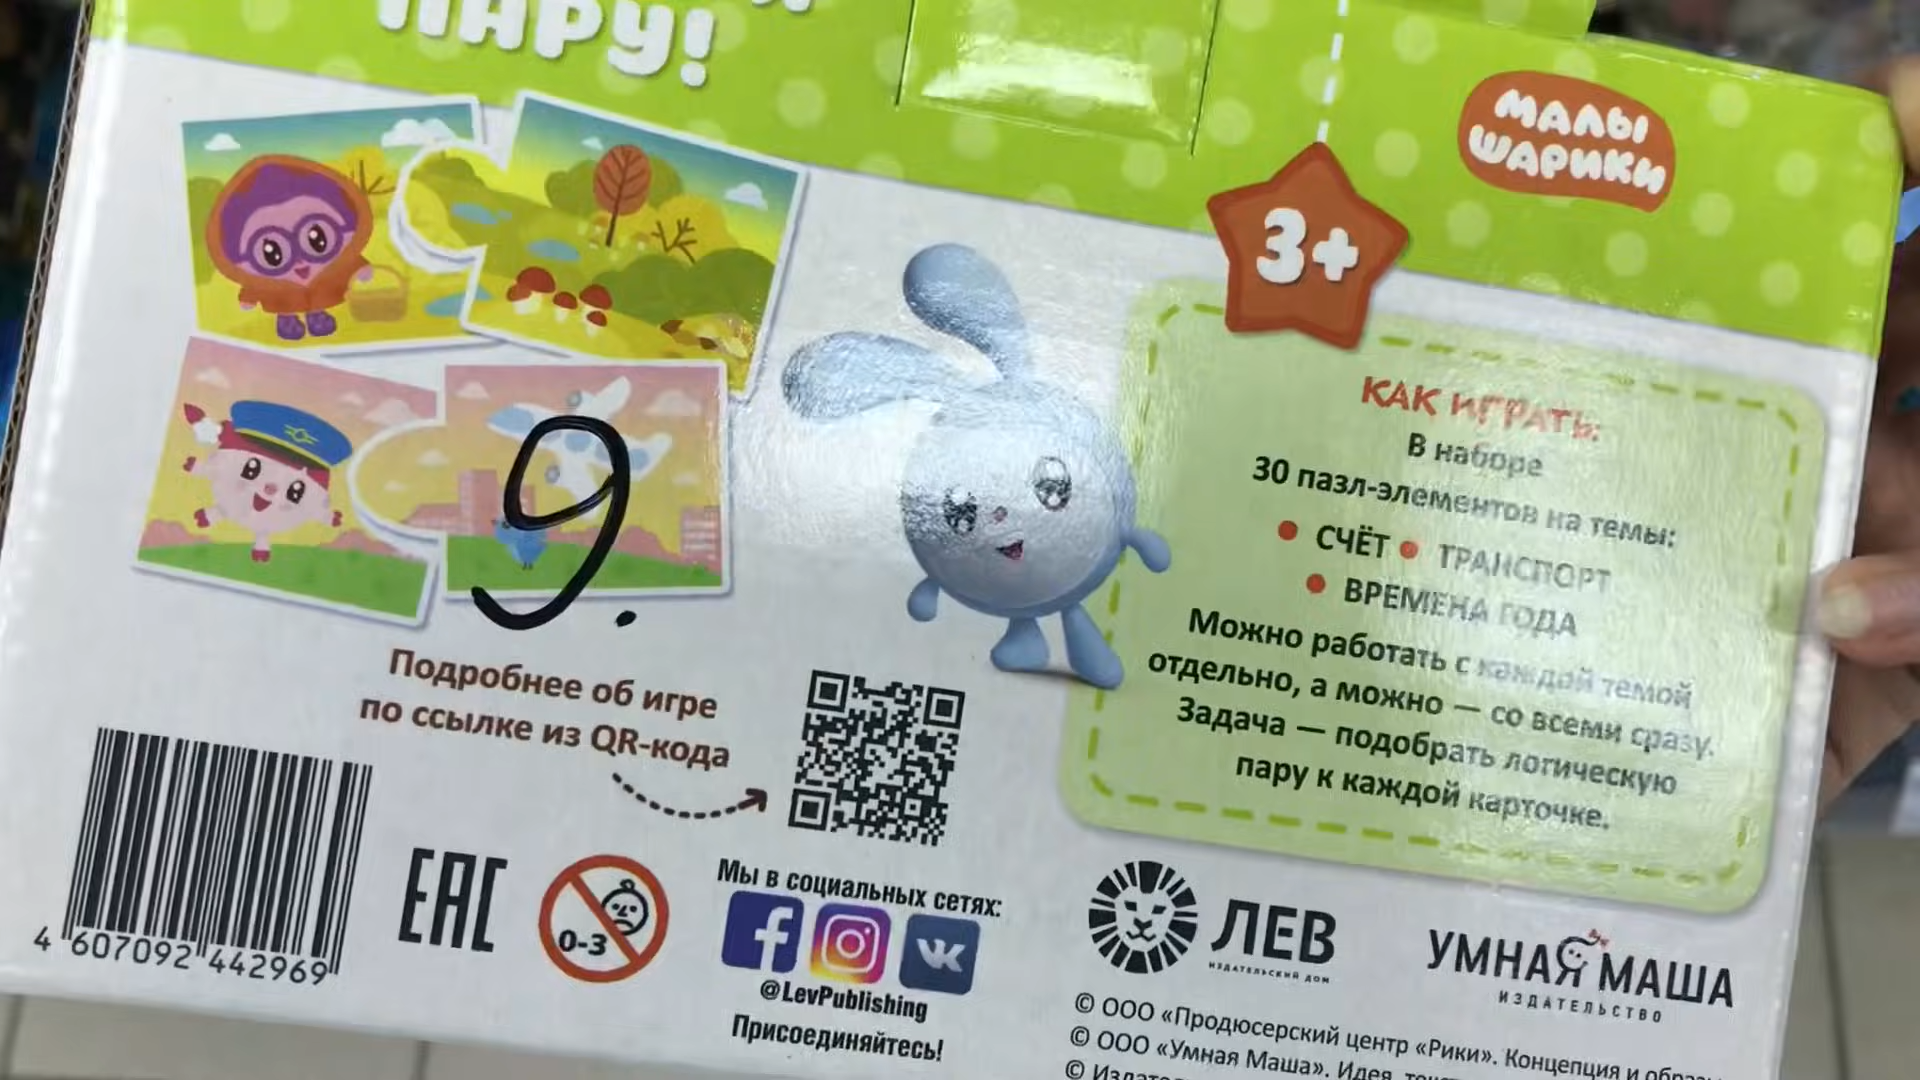 ПАРУ!
МАЛЫ
ШАРИКИ
3+
КАК ИГРАТЬ:
В наборе
30 пазл-элементов на темы:
• СЧЁТ • ТРАНСПОРТ
• ВРЕМЕНА ГОДА
Можно работать с каждой темой
отдельно, а можно — со всеми сразу.
Задача — подобрать логическую
пару к каждой карточке.
9.
Подробнее об игре
по ссылке из QR-кода
4 607092 442969
EAC
0-3
Мы в социальных сетях:
@LevPublishing
Присоединяйтесь!
ЛЕВ
ИЗДАТЕЛЬСКИЙ ДОМ
УМНАЯ МАША
ИЗДАТЕЛЬСТВО
© ООО «Продюсерский центр «Рики». Концепция и
© ООО «Умная Маша». Идея,
©